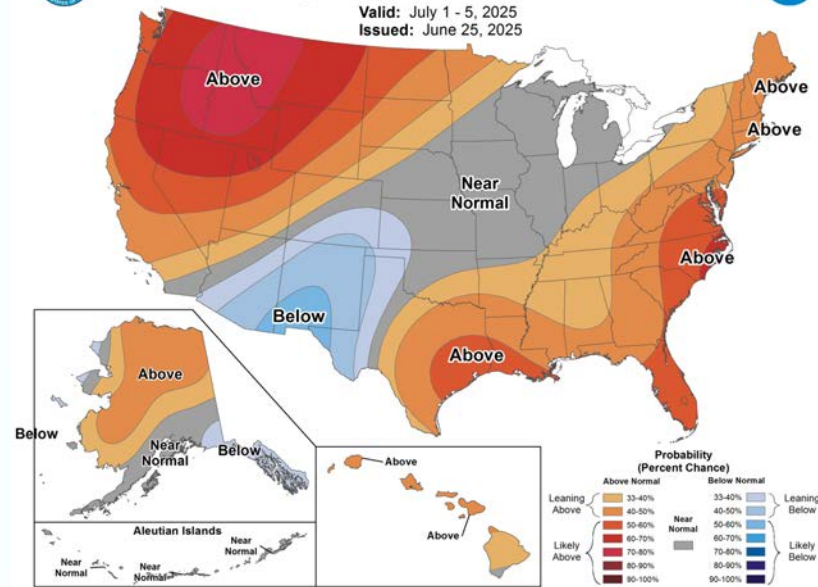 Valid: July 1 - 5, 2025
Issued: June 25, 2025
Above
Above
Above
Near
Normal
Above
Below
Above
Above
Below
Near
Normal
Below
Above
Above
Aleutian Islands
Near
Normal
Near
Normal
Near
Normal
Probability
(Percent Chance)
Above Normal
Below Normal
Leaning
Above
33-40%
40-50%
Likely
Above
50-60%
60-70%
70-80%
80-90%
90-100%
Near
Normal
33-40%
40-50%
Leaning
Below
50-60%
60-70%
70-80%
80-90%
90-100%
Likely
Below